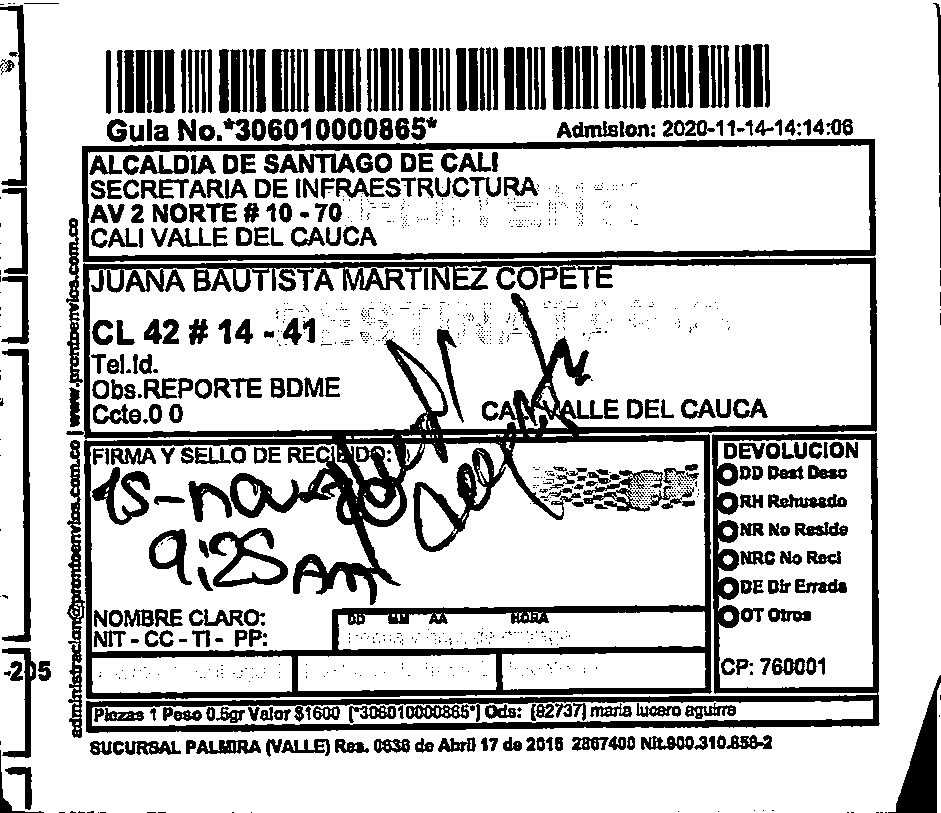 Guia No.*306010000865*
Admision: 2020-11-14-14:14:06
ALCALDIA DE SANTIAGO DE CALI
SECRETARIA DE INFRAESTRUCTURA
AV 2 NORTE # 10 - 70
CALI VALLE DEL CAUCA
JUANA BAUTISTA MARTINEZ COPETE
DESTINATARIO
CL 42 # 14 - 41
Tel.Id.
Obs.REPORTE BDME
Ccte.0 0
CALI VALLE DEL CAUCA
FIRMA Y SELLO DE RECIBIDO:
15-nov
9:25 Am
NOMBRE CLARO:
NIT - CC - TI - PP:
DD MM AA HORA
DEVOLUCION
DD Dest Desc
RH Rehusado
NR No Reside
NRC No Reci
DE Dir Errada
OT Otros
CP: 760001
Piezas 1 Peso 0.5gr Valor $1600 [*306010000865*] Ods: [82737] maria lucero aguirre
SUCURSAL PALMIRA (VALLE) Res. 0636 de Abril 17 de 2015 2867400 Nit.900.310.856-2
administracion@prontoenvios.com.co | www.prontoenvios.com.co
-205